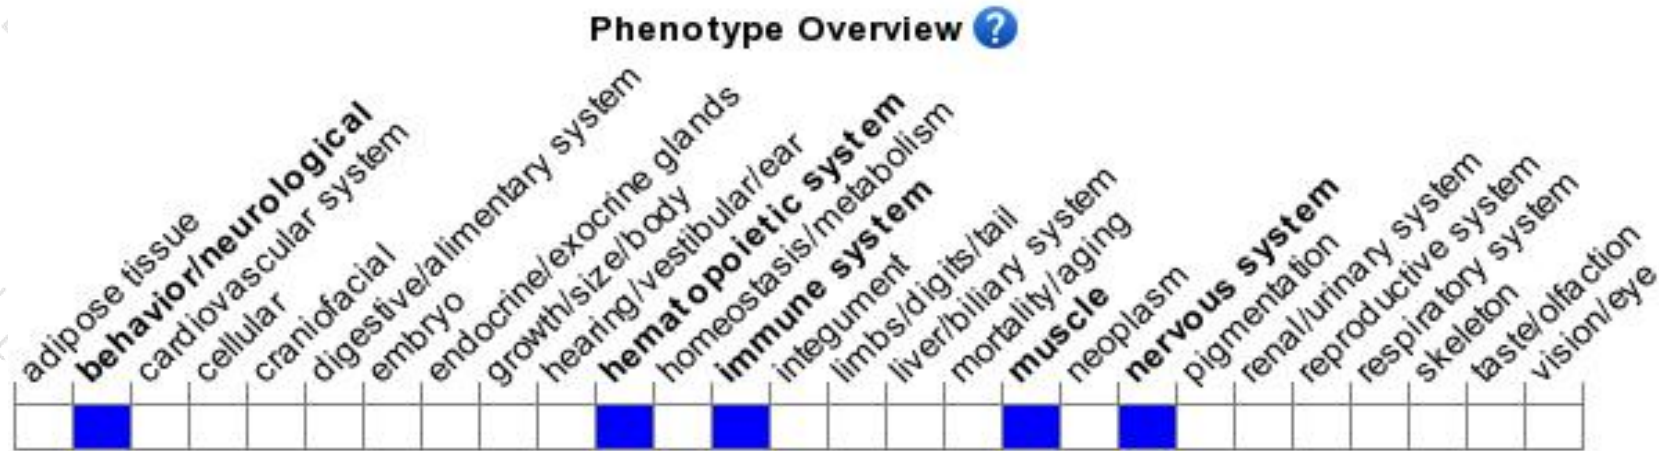 Phenotype Overview ?
adipose tissue
behavior/neurological
cardiovascular system
cellular
craniofacial
digestive/alimentary system
embryo
endocrine/exocrine glands
growth/size/body
hearing/vestibular/ear
hematopoietic system
homeostasis/metabolism
immune system
integument
limbs/digits/tail
liver/biliary system
mortality/aging
muscle
neoplasm
nervous system
pigmentation
renal/urinary system
reproductive system
respiratory system
skeleton
taste/olfaction
vision/eye